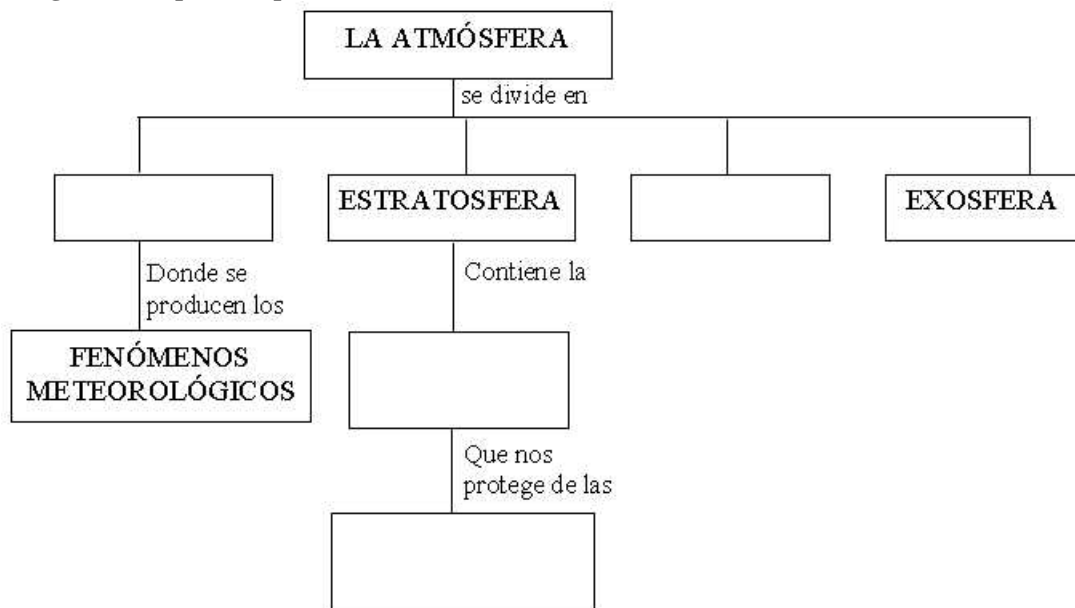 LA ATMÓSFERA
se divide en
ESTRATOSFERA
EXOSFERA
Donde se
producen los
Contiene la
FENÓMENOS
METEOROLÓGICOS
Que nos
protege de las